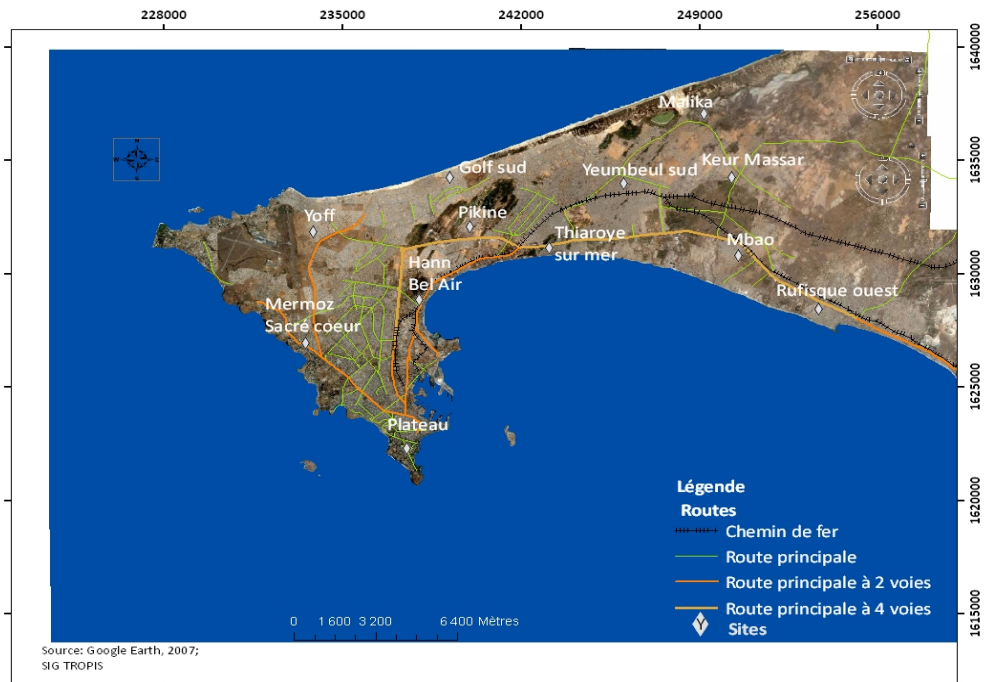 228000 235000 242000 249000 256000
1640000
Malika
1635000
Golf sud
Yeumbeul sud
Keur Massar
Yoff
Pikine
Thiaroye
sur mer
Mbao
Hann
Bel Air
1630000
Rufisque ouest
Mermoz
Sacré coeur
1625000
Plateau
1620000
Légende
Routes
Chemin de fer
Route principale
Route principale à 2 voies
Route principale à 4 voies
Sites
1615000
0 1 600 3 200 6 400 Mètres
Source: Google Earth, 2007;
SIG TROPIS